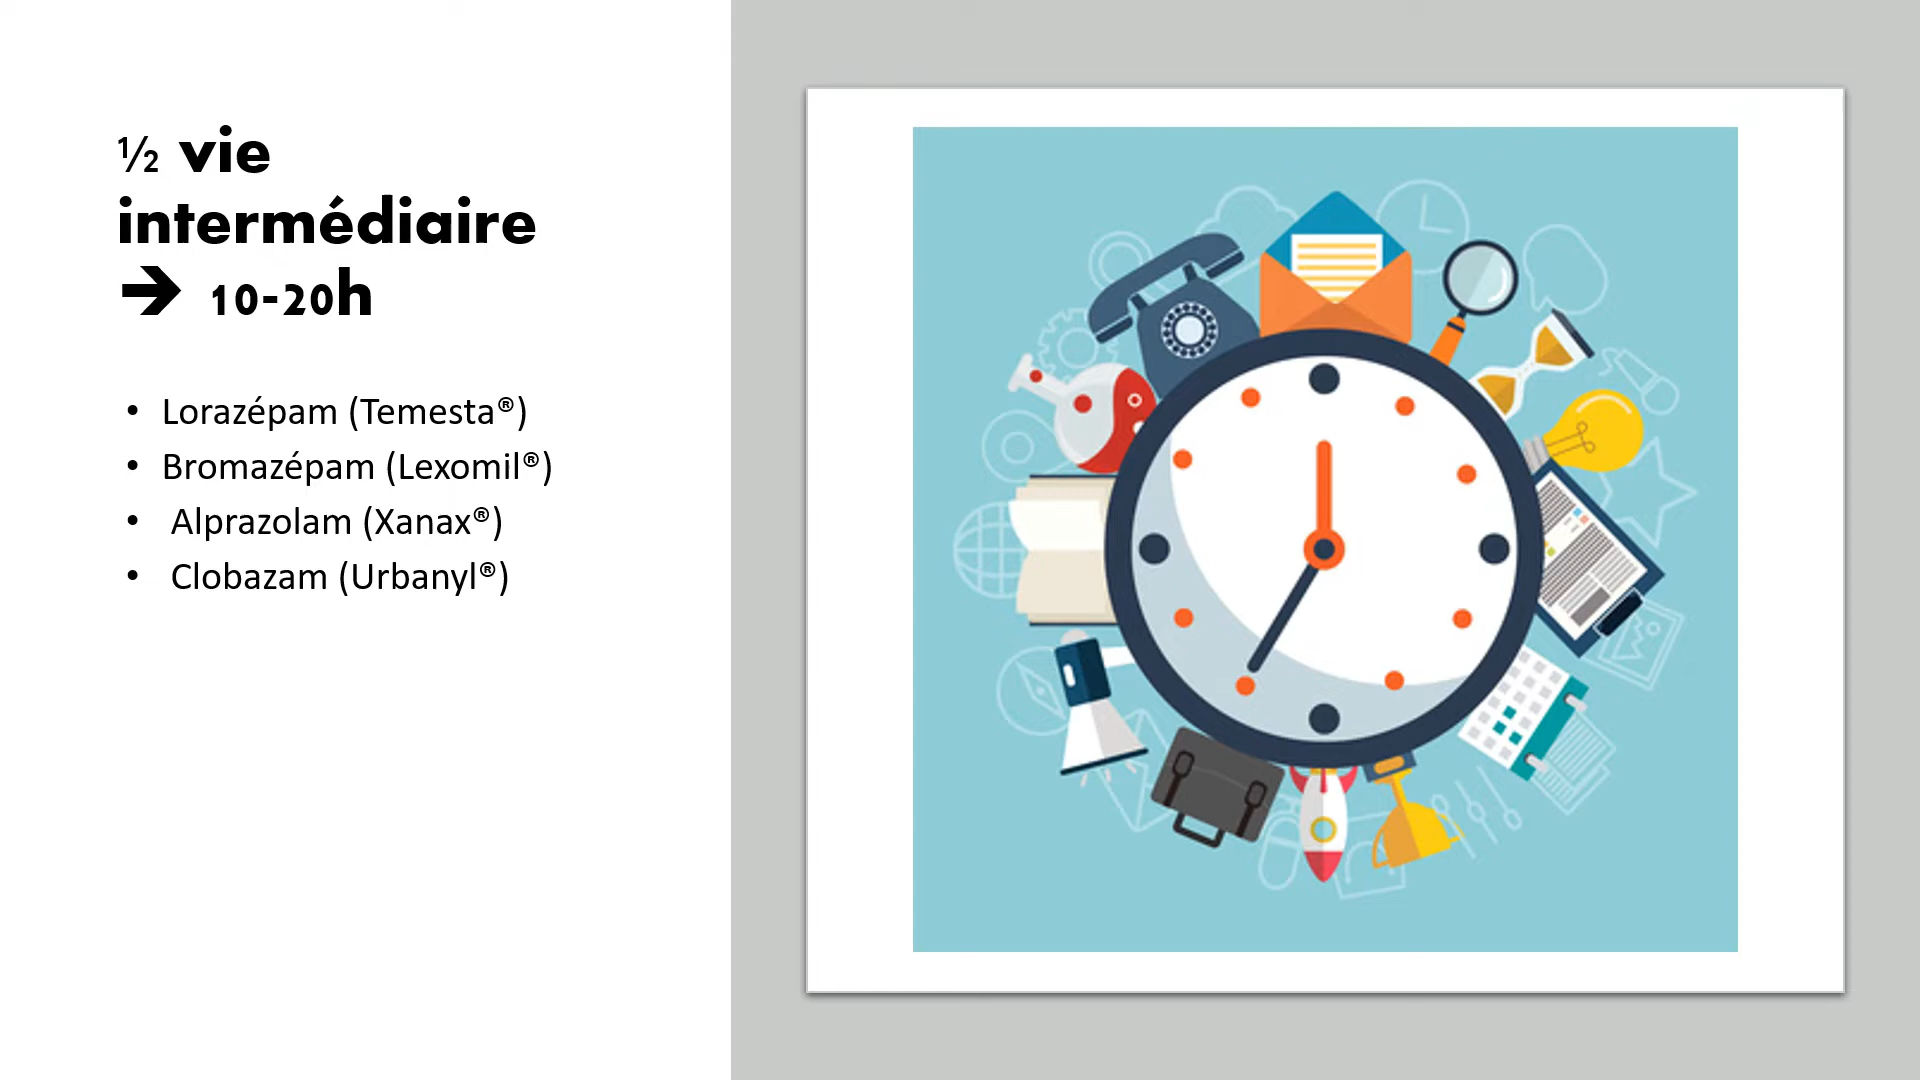 ½ vie
intermédiaire
➔ 10-20h
• Lorazépam (Temesta®)
• Bromazépam (Lexomil®)
• Alprazolam (Xanax®)
• Clobazam (Urbanyl®)